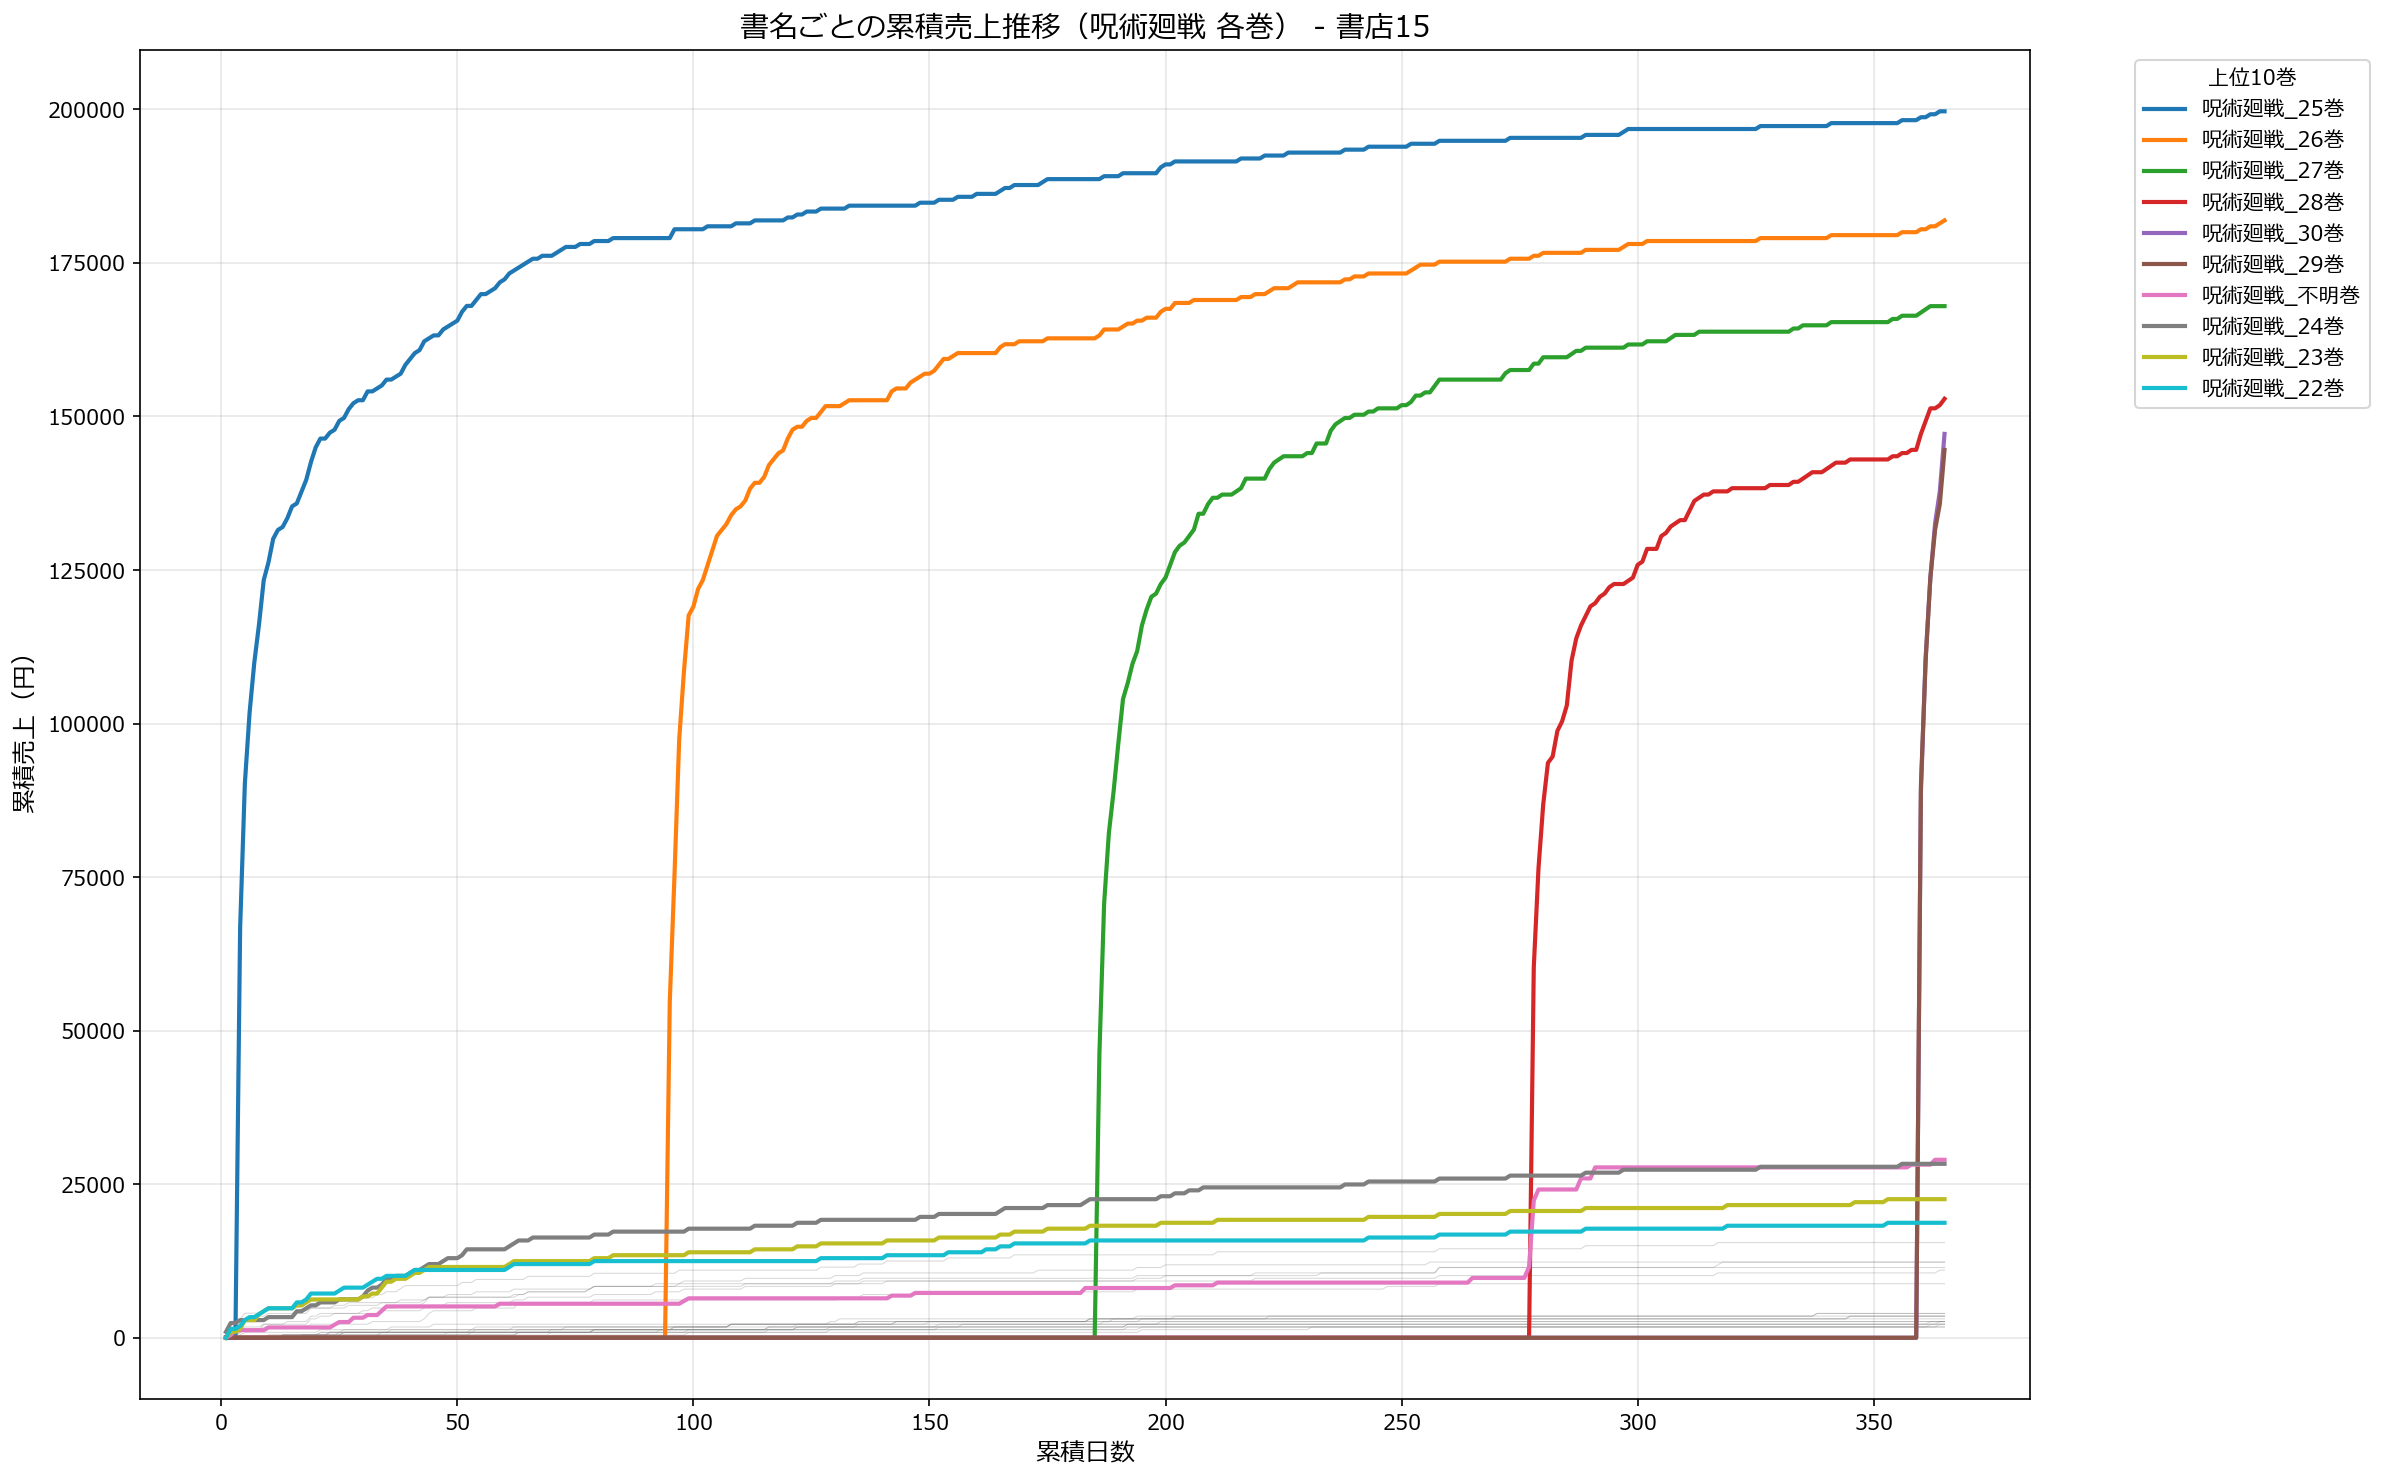 書名ごとの累積売上推移（呪術廻戦 各巻） - 書店15
累積売上（円）
200000
175000
150000
125000
100000
75000
50000
25000
0
0
50
100
150
200
250
300
350
累積日数
上位10巻
呪術廻戦_25巻
呪術廻戦_26巻
呪術廻戦_27巻
呪術廻戦_28巻
呪術廻戦_30巻
呪術廻戦_29巻
呪術廻戦_不明巻
呪術廻戦_24巻
呪術廻戦_23巻
呪術廻戦_22巻